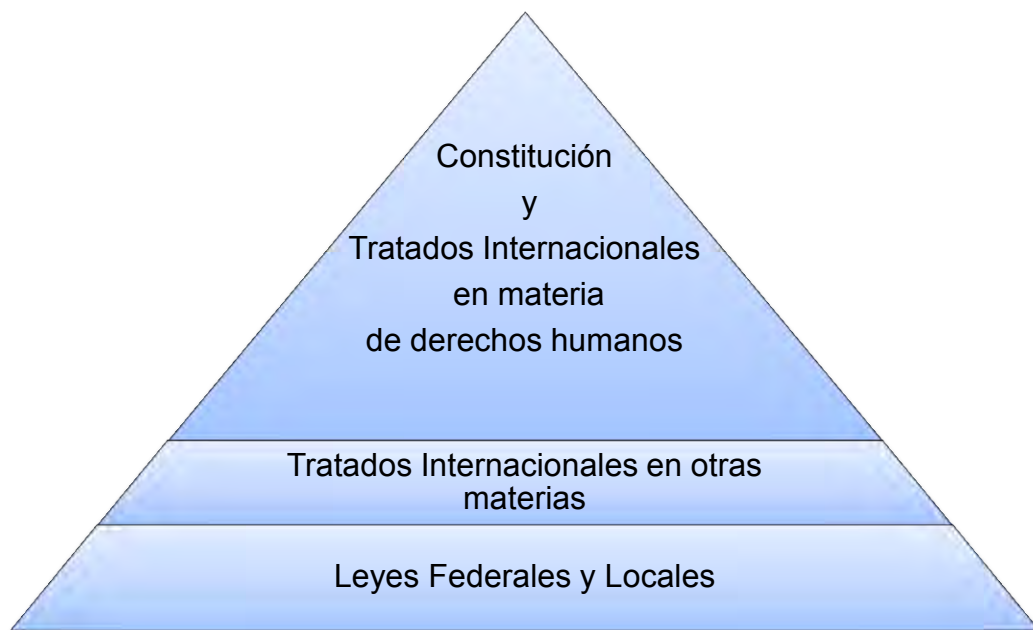 Constitución
y
Tratados Internacionales
en materia
de derechos humanos
Tratados Internacionales en otras
materias
Leyes Federales y Locales